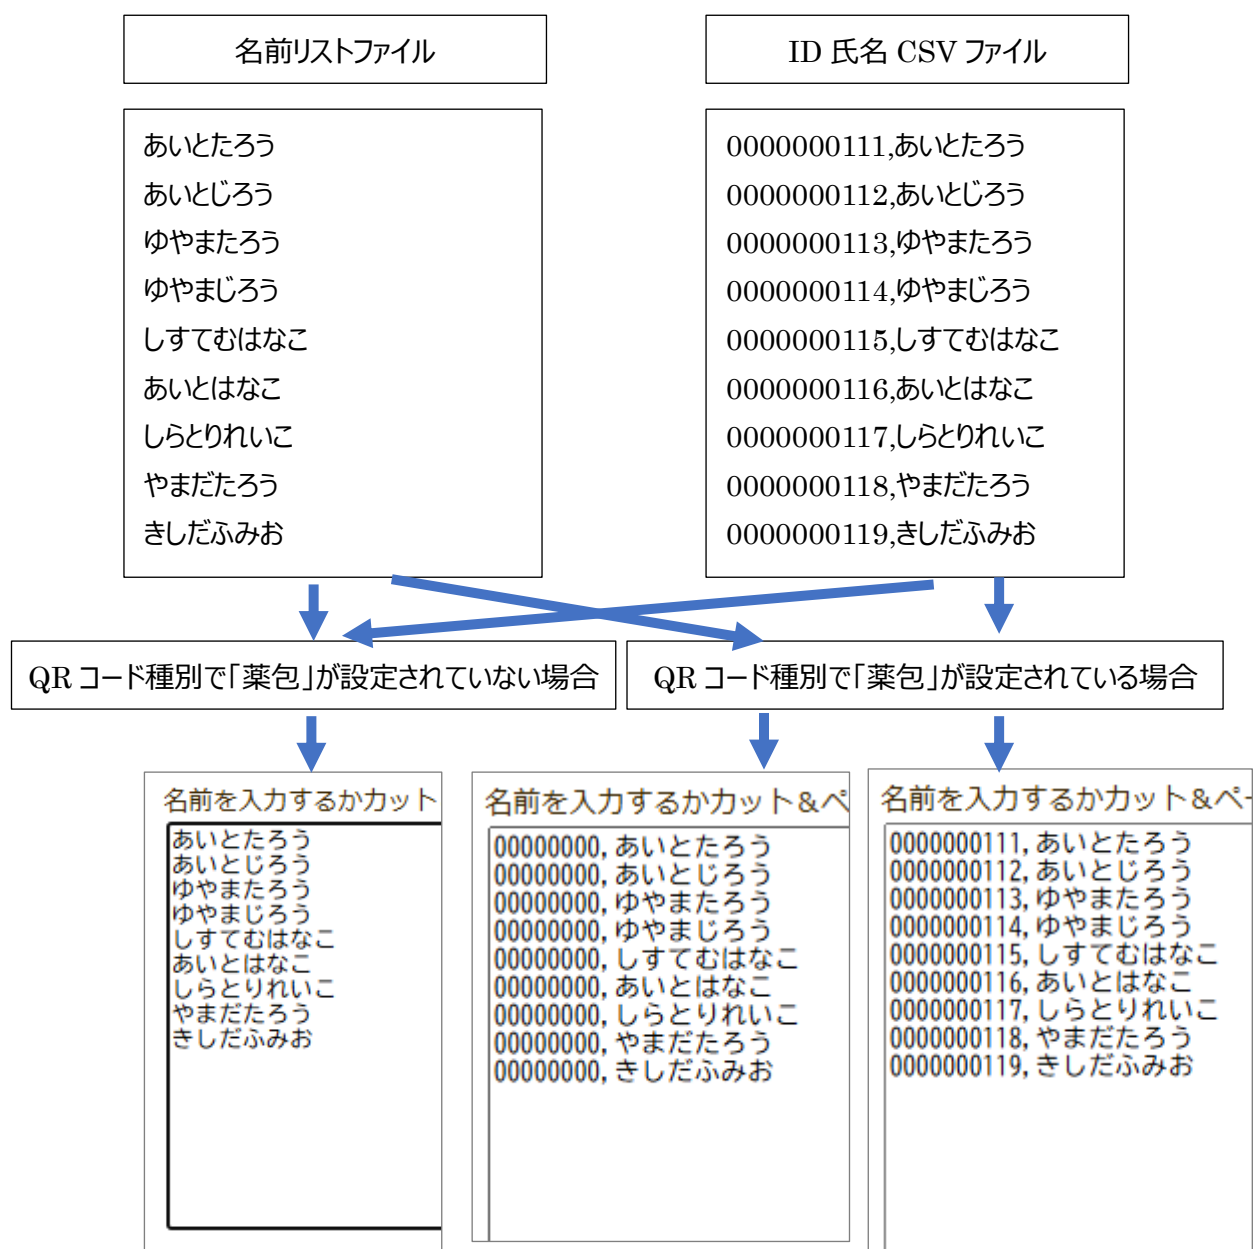 名前リストファイル
ID 氏名 CSV ファイル
あいとたろう
あいとじろう
ゆやまたろう
ゆやまじろう
しすてむはなこ
あいとはなこ
しらとりれいこ
やまだたろう
きしだふみお
0000000111,あいとたろう
0000000112,あいとじろう
0000000113,ゆやまたろう
0000000114,ゆやまじろう
0000000115,しすてむはなこ
0000000116,あいとはなこ
0000000117,しらとりれいこ
0000000118,やまだたろう
0000000119,きしだふみお
QR コード種別で「薬包」が設定されていない場合
QR コード種別で「薬包」が設定されている場合
名前を入力するかカット
あいとたろう
あいとじろう
ゆやまたろう
ゆやまじろう
しすてむはなこ
あいとはなこ
しらとりれいこ
やまだたろう
きしだふみお
名前を入力するかカット&ペ
00000000,あいとたろう
00000000,あいとじろう
00000000,ゆやまたろう
00000000,ゆやまじろう
00000000,しすてむはなこ
00000000,あいとはなこ
00000000,しらとりれいこ
00000000,やまだたろう
00000000,きしだふみお
名前を入力するかカット&ペー
0000000111,あいとたろう
0000000112,あいとじろう
0000000113,ゆやまたろう
0000000114,ゆやまじろう
0000000115,しすてむはなこ
0000000116,あいとはなこ
0000000117,しらとりれいこ
0000000118,やまだたろう
0000000119,きしだふみお